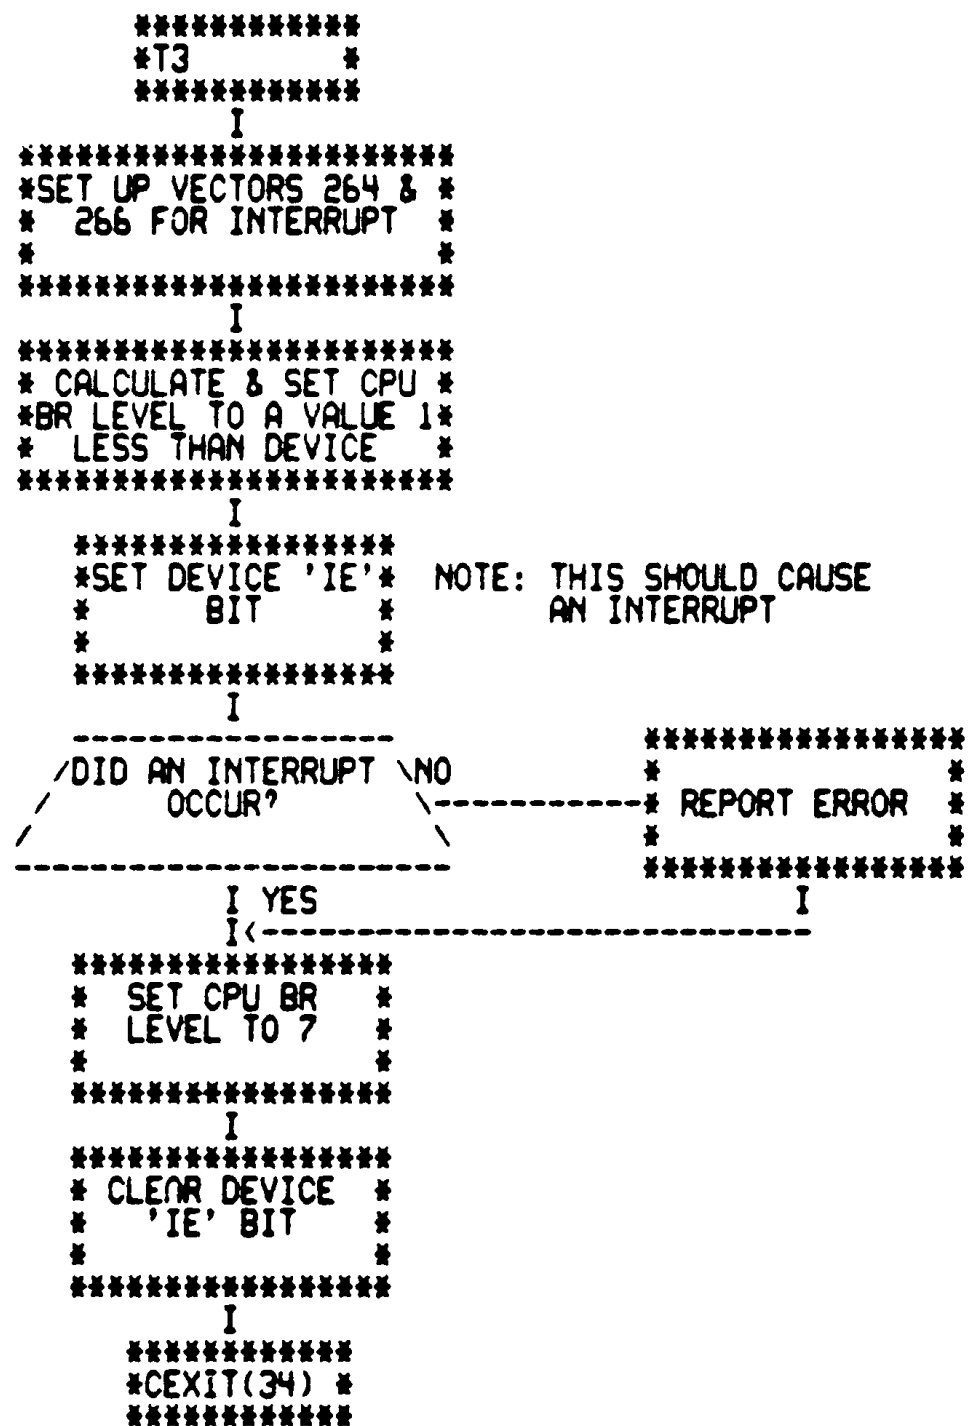 T3
I
SET UP VECTORS 264 &
266 FOR INTERRUPT
I
CALCULATE & SET CPU
BR LEVEL TO A VALUE 1
LESS THAN DEVICE
I
SET DEVICE 'IE'
BIT
NOTE: THIS SHOULD CAUSE
AN INTERRUPT
I
DID AN INTERRUPT
OCCUR?
NO
REPORT ERROR
I YES
I
I
SET CPU BR
LEVEL TO 7
I
CLEAR DEVICE
'IE' BIT
I
CEXIT(34)